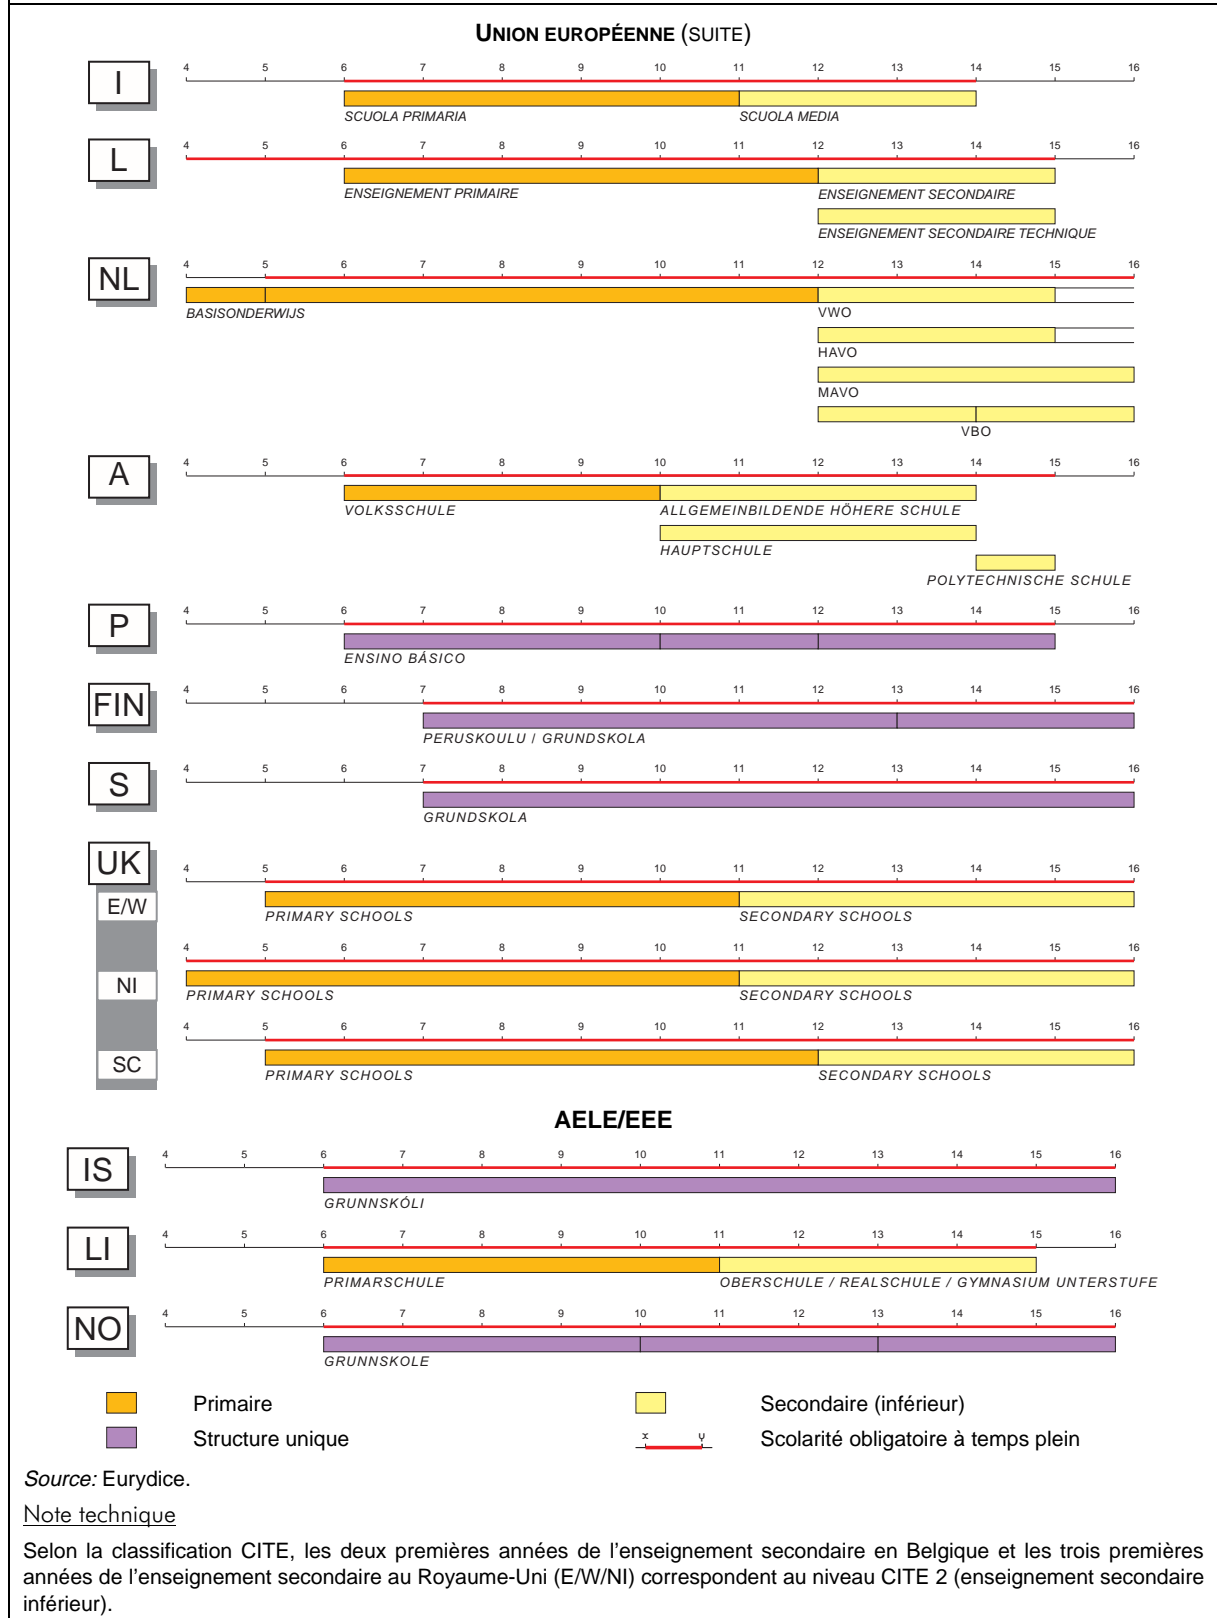 UNION EUROPÉENNE (SUITE)
I
4 5 6 7 8 9 10 11 12 13 14 15 16
SCUOLA PRIMARIA SCUOLA MEDIA
L
4 5 6 7 8 9 10 11 12 13 14 15 16
ENSEIGNEMENT PRIMAIRE ENSEIGNEMENT SECONDAIRE
ENSEIGNEMENT SECONDAIRE TECHNIQUE
NL
4 5 6 7 8 9 10 11 12 13 14 15 16
BASISONDERWIJS VWO
HAVO
MAVO
VBO
A
4 5 6 7 8 9 10 11 12 13 14 15 16
VOLKSSCHULE ALLGEMEINBILDENDE HÖHERE SCHULE
HAUPTSCHULE
POLYTECHNISCHE SCHULE
P
4 5 6 7 8 9 10 11 12 13 14 15 16
ENSINO BÁSICO
FIN
4 5 6 7 8 9 10 11 12 13 14 15 16
PERUSKOULU / GRUNDSKOLA
S
4 5 6 7 8 9 10 11 12 13 14 15 16
GRUNDSKOLA
UK
4 5 6 7 8 9 10 11 12 13 14 15 16
E/W
PRIMARY SCHOOLS SECONDARY SCHOOLS
4 5 6 7 8 9 10 11 12 13 14 15 16
NI
PRIMARY SCHOOLS SECONDARY SCHOOLS
4 5 6 7 8 9 10 11 12 13 14 15 16
SC
PRIMARY SCHOOLS SECONDARY SCHOOLS
AELE/EEE
IS
4 5 6 7 8 9 10 11 12 13 14 15 16
GRUNNSKÓLI
LI
4 5 6 7 8 9 10 11 12 13 14 15 16
PRIMARSCHULE OBERSCHULE / REALSCHULE / GYMNASIUM UNTERSTUFE
NO
4 5 6 7 8 9 10 11 12 13 14 15 16
GRUNNSKOLE
Primaire Secondaire (inférieur)
Structure unique x y Scolarité obligatoire à temps plein
Source: Eurydice.
Note technique
Selon la classification CITE, les deux premières années de l'enseignement secondaire en Belgique et les trois premières
années de l'enseignement secondaire au Royaume-Uni (E/W/NI) correspondent au niveau CITE 2 (enseignement secondaire
inférieur).